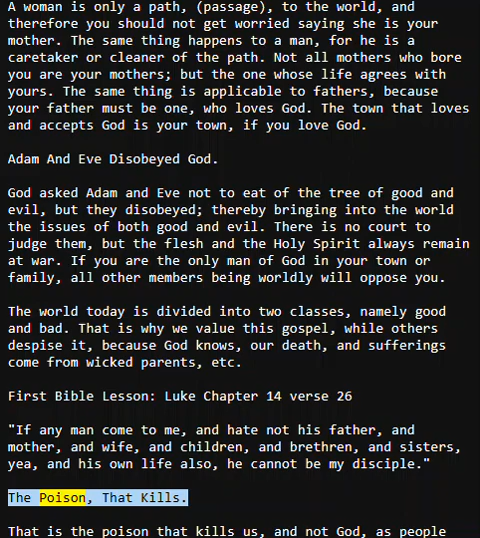 A woman is only a path, (passage), to the world, and
therefore you should not get worried saying she is your
mother. The same thing happens to a man, for he is a
caretaker or cleaner of the path. Not all mothers who bore
you are your mothers; but the one whose life agrees with
yours. The same thing is applicable to fathers, because
your father must be one, who loves God. The town that loves
and accepts God is your town, if you love God.
Adam And Eve Disobeyed God.
God asked Adam and Eve not to eat of the tree of good and
evil, but they disobeyed; thereby bringing into the world
the issues of both good and evil. There is no court to
judge them, but the flesh and the Holy Spirit always remain
at war. If you are the only man of God in your town or
family, all other members being worldly will oppose you.
The world today is divided into two classes, namely good
and bad. That is why we value this gospel, while others
despise it, because God knows, our death, and sufferings
come from wicked parents, etc.
First Bible Lesson: Luke Chapter 14 verse 26
"If any man come to me, and hate not his father, and
mother, and wife, and children, and brethren, and sisters,
yea, and his own life also, he cannot be my disciple."
The Poison, That Kills.
That is the poison that kills us, and not God, as people